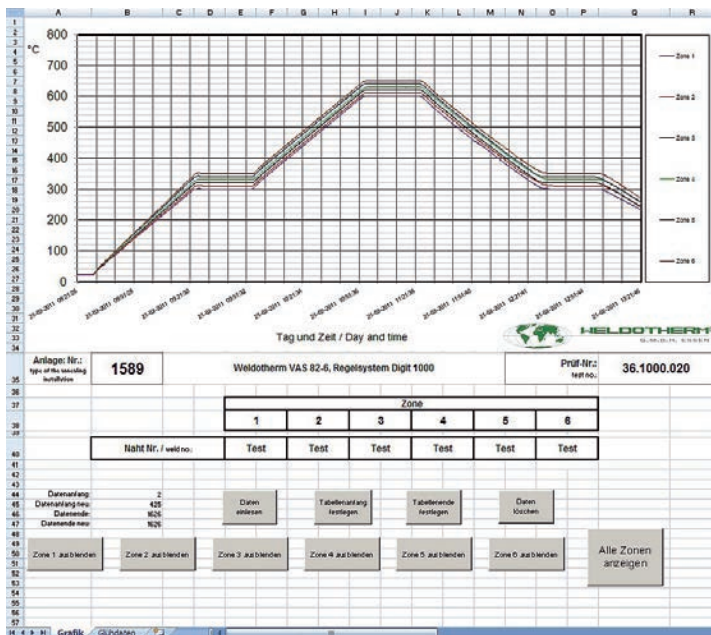 A B C D E F G H I J K L M N O P Q R
800
°C
700
600
500
400
300
200
100
0
Zone 1
Zone 2
Zone 3
Zone 4
Zone 5
Zone 6
Tag und Zeit / Day and time
WELDOTHERM
G.M.B.H. ESSEN
Anlage: Nr.:
type of the annealing
installation
1589
Weldotherm VAS 82-6, Regelsystem Digit 1000
Prüf-Nr.:
test no.:
36.1000.020
Zone
1 2 3 4 5 6
Naht Nr. / weld no.: Test Test Test Test Test Test
Datenanfang: 2
Datenanfang neu: 425
Datenende: 1626
Datenende neu: 1626
Daten
einlesen
Tabellenanfang
festlegen
Tabellenende
festlegen
Daten
löschen
Zone 1 ausblenden
Zone 2 ausblenden
Zone 3 ausblenden
Zone 4 ausblenden
Zone 5 ausblenden
Zone 6 ausblenden
Alle Zonen
anzeigen
Grafik
Glühdaten